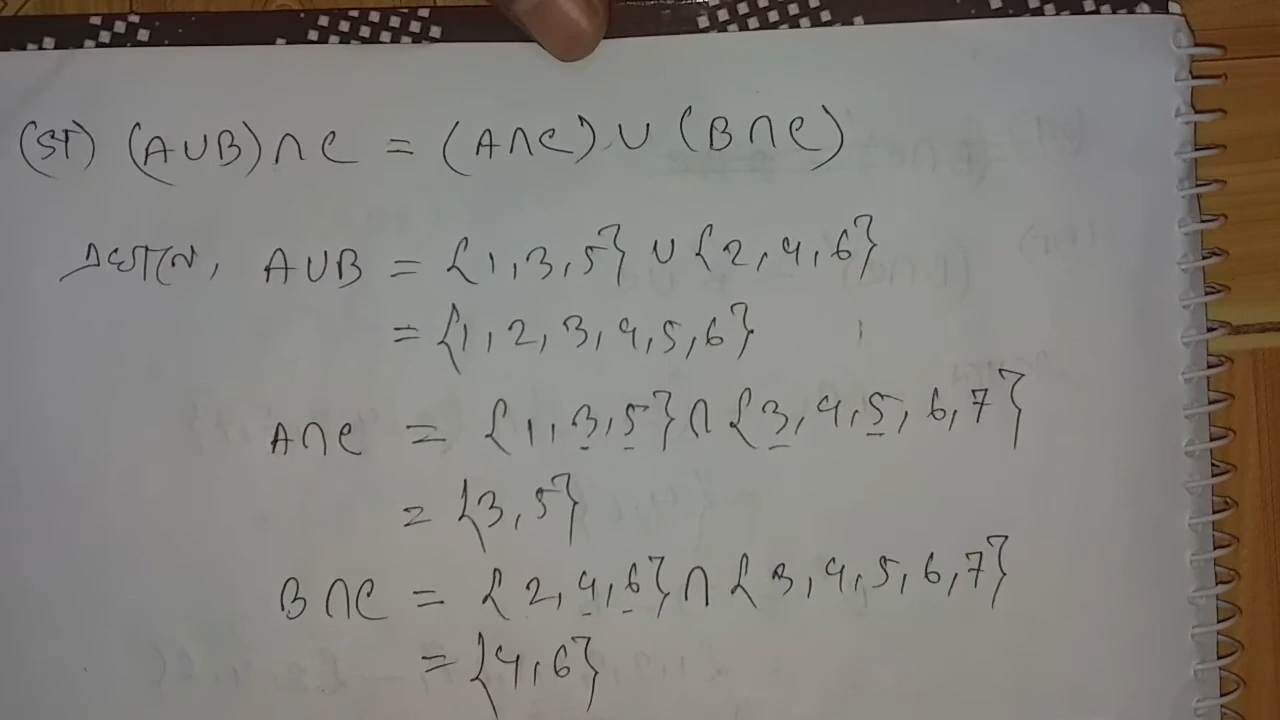 (ঙ) (A∪B)∩C = (A∩C) ∪ (B∩C)
এখানে, A∪B = {1,3,5} ∪ {2,4,6}
= {1,2,3,4,5,6}
A∩C = {1,3,5} ∩ {3,4,5,6,7}
= {3,5}
B∩C = {2,4,6} ∩ {3,4,5,6,7}
= {4,6}